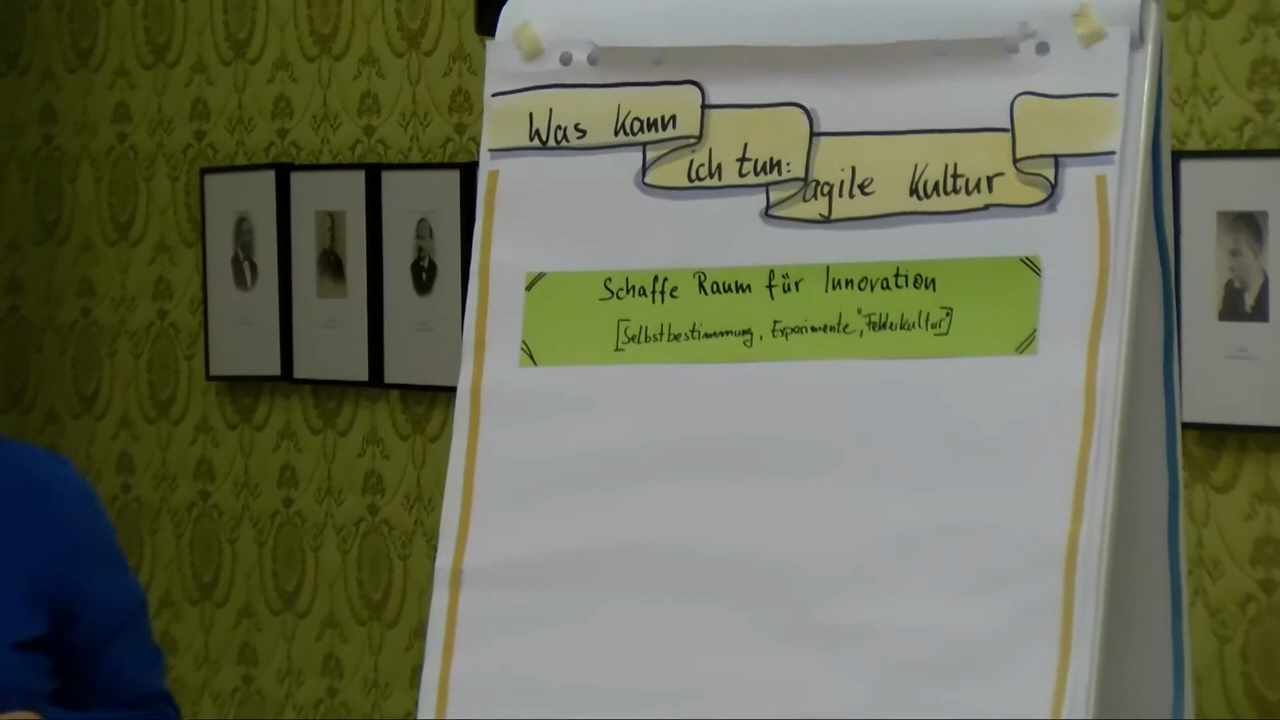 Was kann
ich tun:
agile Kultur
Schaffe Raum für Innovation
[Selbstbestimmung, Experimente, "Fehlerkultur"]